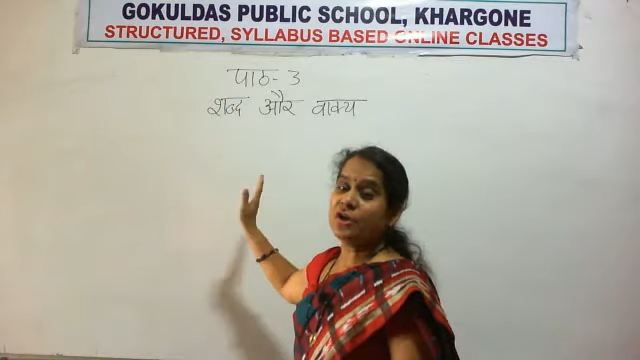 GOKULDAS PUBLIC SCHOOL, KHARGONE
STRUCTURED, SYLLABUS BASED ONLINE CLASSES
पाठ- 3
शब्द और वाक्य